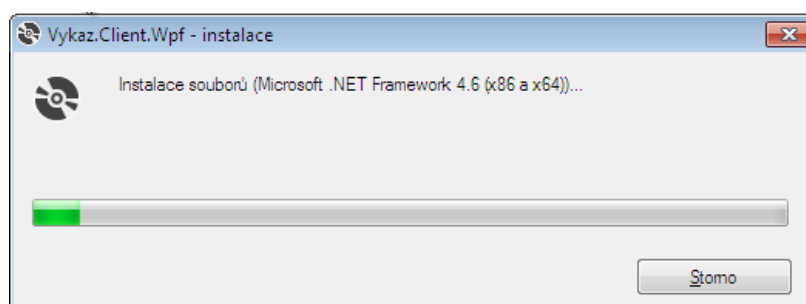 Vykaz.Client.Wpf - instalace
Instalace souborů (Microsoft .NET Framework 4.6 (x86 a x64))...
Storno